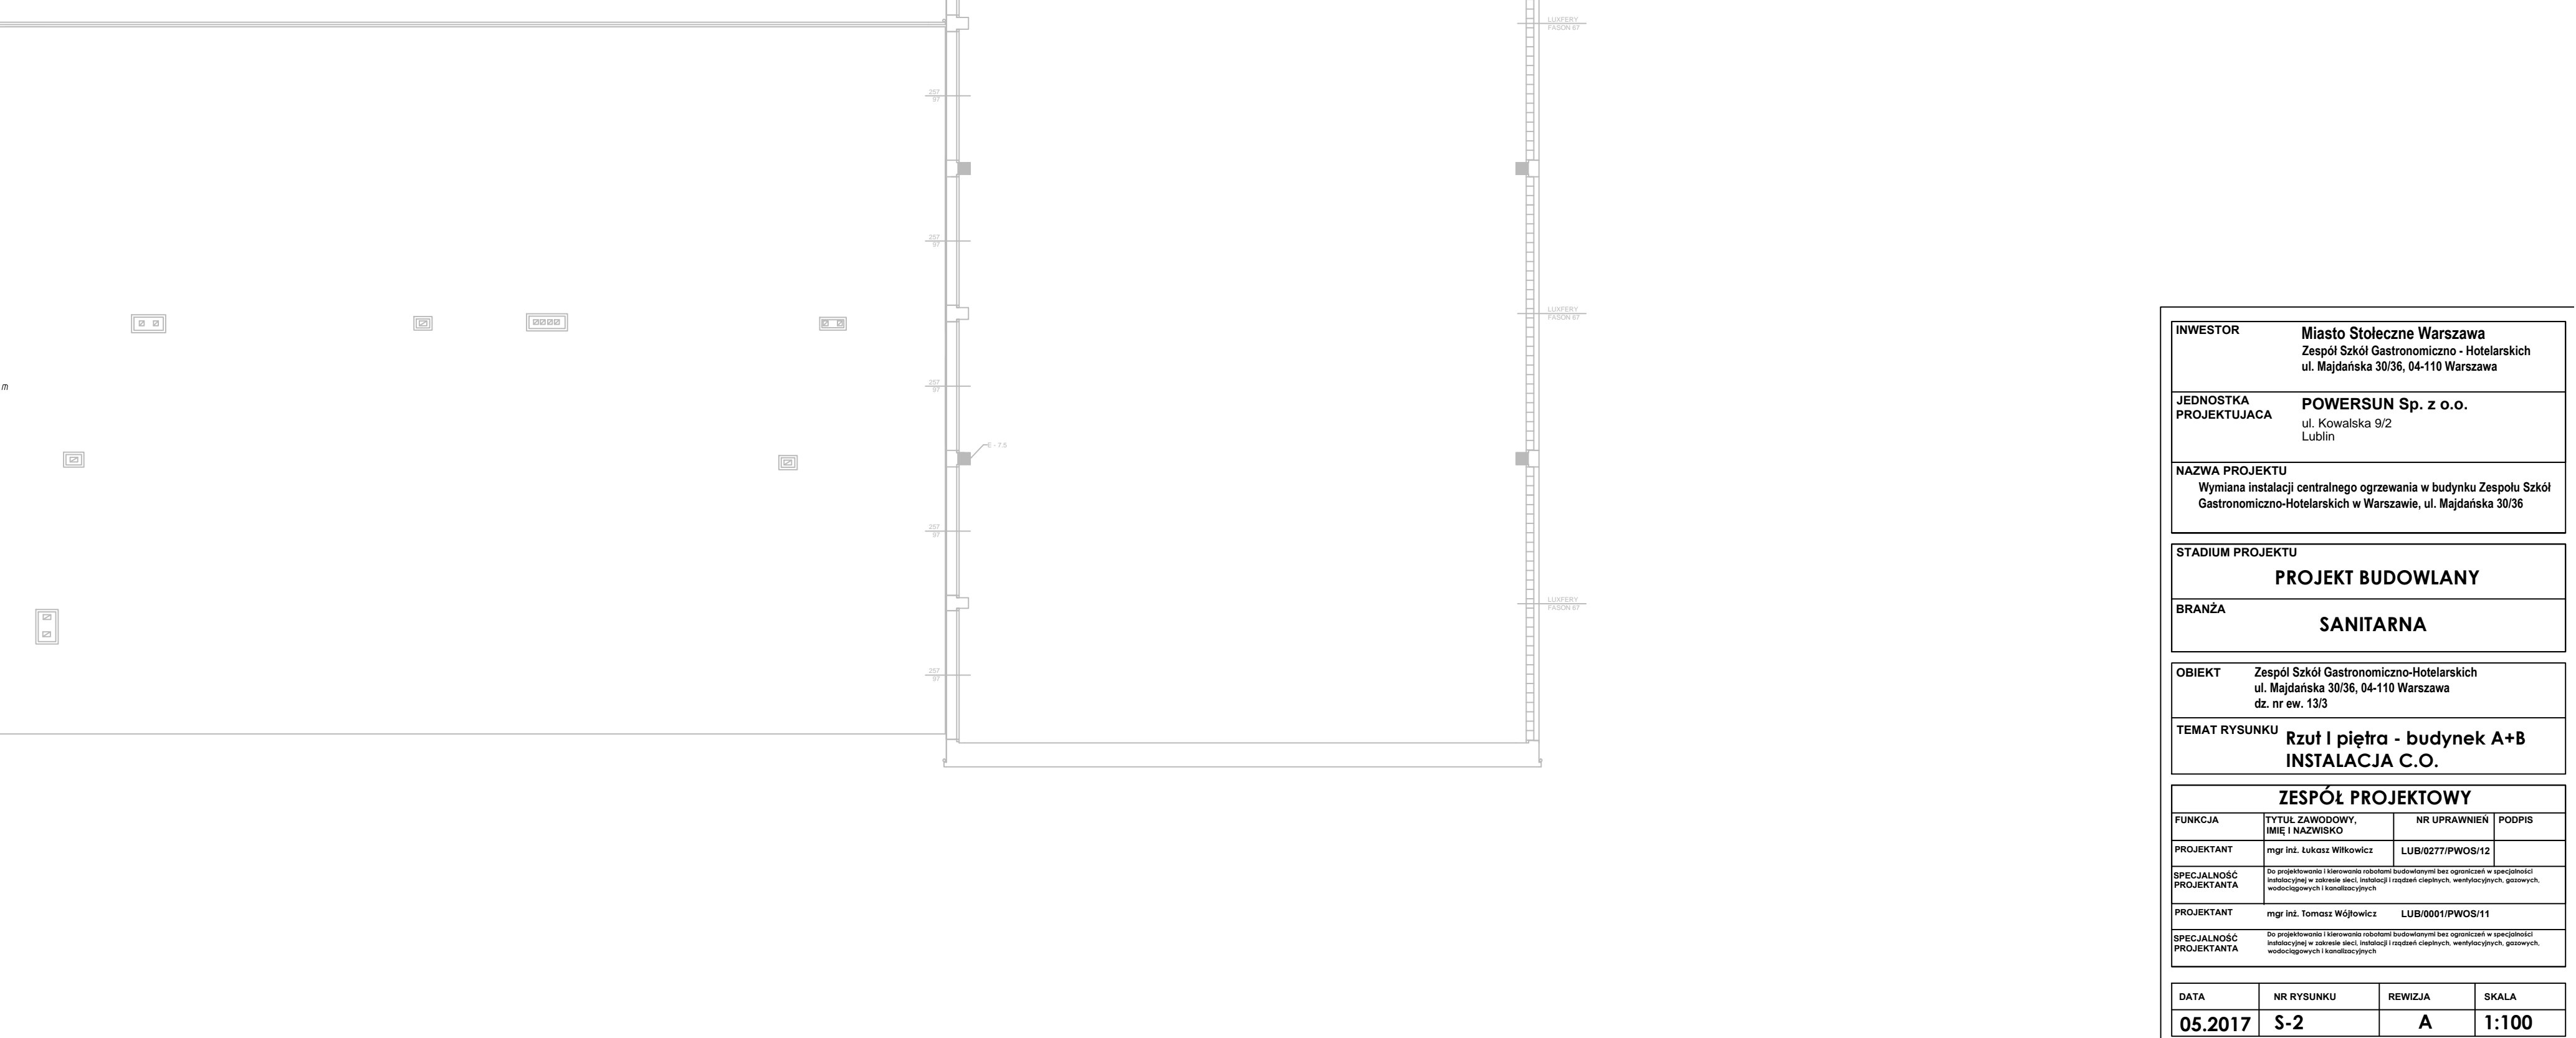 LUXFERY
FASON 67
257
97
257
97
m
257
97
LUXFERY
FASON 67
E - 7.5
257
97
LUXFERY
FASON 67
257
97
INWESTOR
Miasto Stołeczne Warszawa
Zespół Szkół Gastronomiczno - Hotelarskich
ul. Majdańska 30/36, 04-110 Warszawa
JEDNOSTKA
PROJEKTUJACA
POWERSUN Sp. z o.o.
ul. Kowalska 9/2
Lublin
NAZWA PROJEKTU
Wymiana instalacji centralnego ogrzewania w budynku Zespołu Szkół
Gastronomiczno-Hotelarskich w Warszawie, ul. Majdańska 30/36
STADIUM PROJEKTU
PROJEKT BUDOWLANY
BRANŻA
SANITARNA
OBIEKT
Zespól Szkół Gastronomiczno-Hotelarskich
ul. Majdańska 30/36, 04-110 Warszawa
dz. nr ew. 13/3
TEMAT RYSUNKU
Rzut I piętra - budynek A+B
INSTALACJA C.O.
ZESPÓŁ PROJEKTOWY
FUNKCJA
TYTUŁ ZAWODOWY,
IMIĘ I NAZWISKO
NR UPRAWNIEŃ
PODPIS
PROJEKTANT
mgr inż. Łukasz Witkowicz
LUB/0277/PWOS/12
SPECJALNOŚĆ
PROJEKTANTA
Do projektowania i kierowania robotami budowlanymi bez ograniczeń w specjalności
instalacyjnej w zakresie sieci, instalacji i rządzeń cieplnych, wentylacyjnych, gazowych,
wodociągowych i kanalizacyjnych
PROJEKTANT
mgr inż. Tomasz Wójtowicz
LUB/0001/PWOS/11
SPECJALNOŚĆ
PROJEKTANTA
Do projektowania i kierowania robotami budowlanymi bez ograniczeń w specjalności
instalacyjnej w zakresie sieci, instalacji i rządzeń cieplnych, wentylacyjnych, gazowych,
wodociągowych i kanalizacyjnych
DATA
NR RYSUNKU
REWIZJA
SKALA
05.2017
S-2
A
1:100